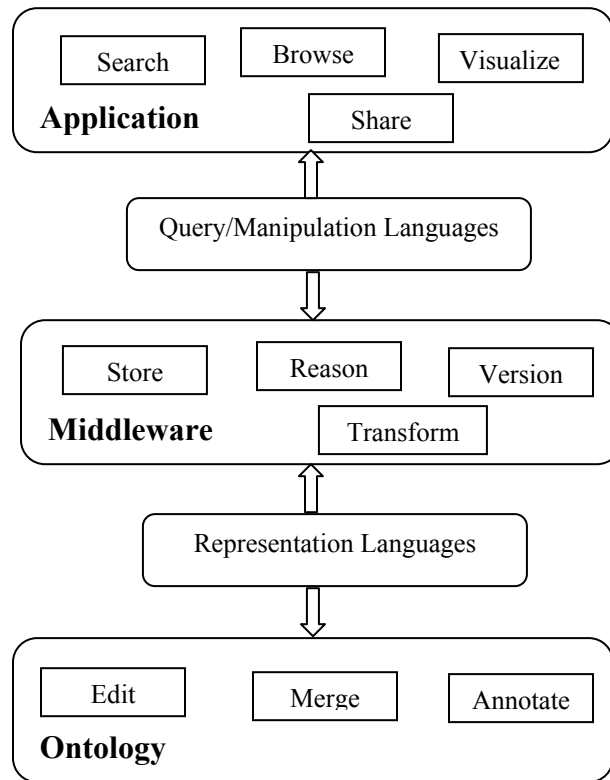 Search
Browse
Visualize
Application
Share
Query/Manipulation Languages
Store
Reason
Version
Middleware
Transform
Representation Languages
Edit
Merge
Annotate
Ontology